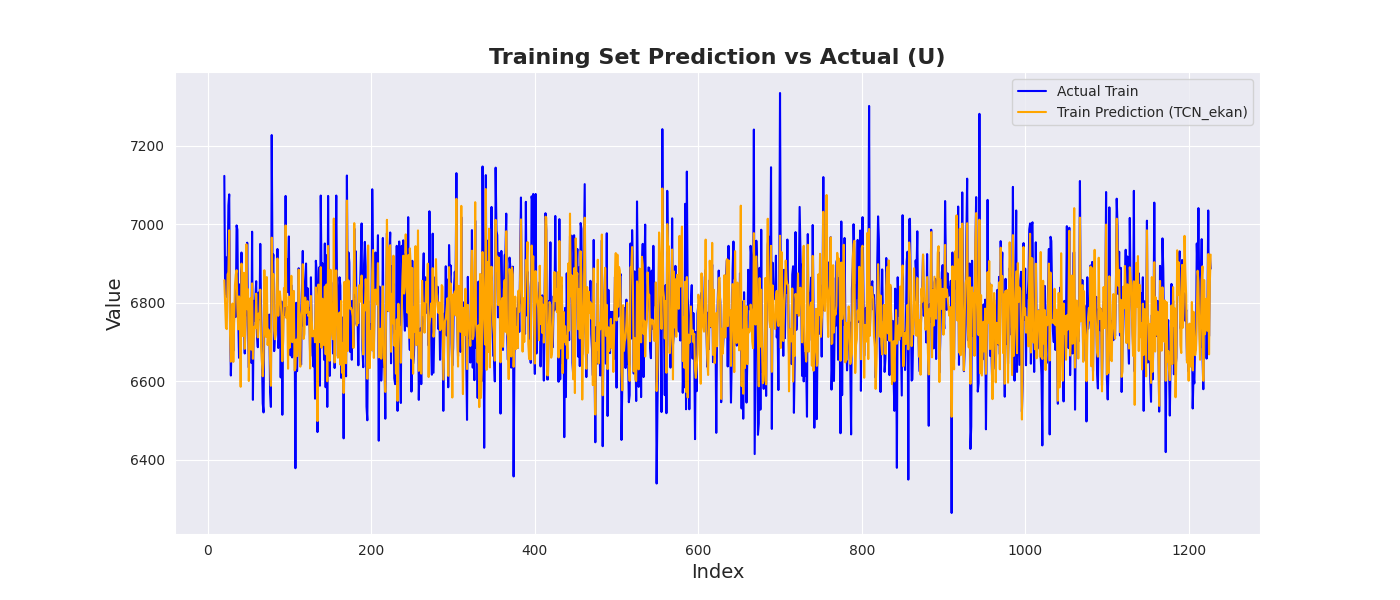 Training Set Prediction vs Actual (U)
Actual Train
Train Prediction (TCN_ekan)
Value
7200
7000
6800
6600
6400
0 200 400 600 800 1000 1200
Index